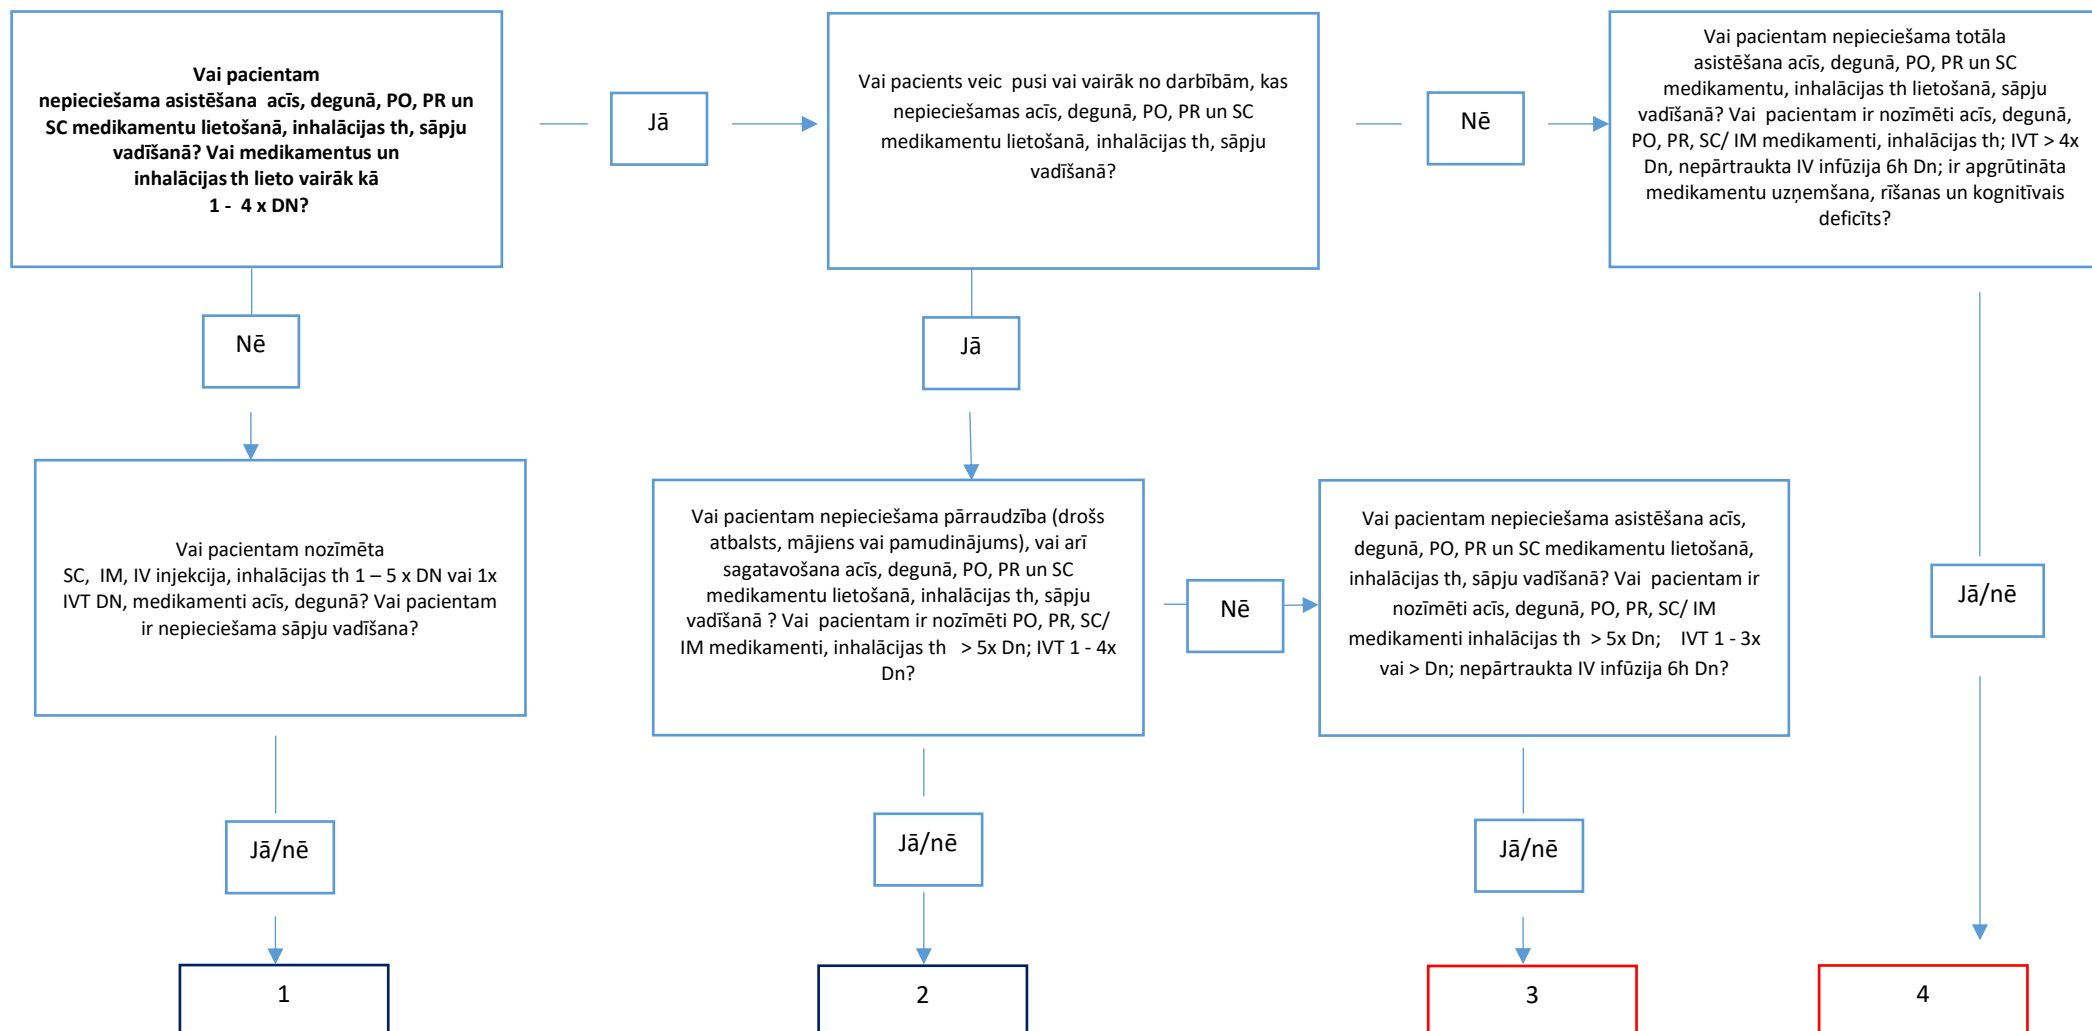 Vai pacientam
nepieciešama asistēšana acīs, degunā, PO, PR un
SC medikamentu lietošanā, inhalācijas th, sāpju
vadīšanā? Vai medikamentus un
inhalācijas th lieto vairāk kā
1 - 4 x DN?
Jā
Vai pacients veic pusi vai vairāk no darbībām, kas
nepieciešamas acīs, degunā, PO, PR un SC
medikamentu lietošanā, inhalācijas th, sāpju
vadīšanā?
Nē
Vai pacientam nepieciešama totāla
asistēšana acīs, degunā, PO, PR un SC
medikamentu, inhalācijas th lietošanā, sāpju
vadīšanā? Vai pacientam ir nozīmēti acīs, degunā,
PO, PR, SC/ IM medikamenti, inhalācijas th; IVT > 4x
Dn, nepārtraukta IV infūzija 6h Dn; ir apgrūtināta
medikamentu uzņemšana, rīšanas un kognitīvais
deficīts?
Nē
Jā
Vai pacientam nozīmēta
SC, IM, IV injekcija, inhalācijas th 1 – 5 x DN vai 1x
IVT DN, medikamenti acīs, degunā? Vai pacientam
ir nepieciešama sāpju vadīšana?
Vai pacientam nepieciešama pārraudzība (drošs
atbalsts, mājiens vai pamudinājums), vai arī
sagatavošana acīs, degunā, PO, PR un SC
medikamentu lietošanā, inhalācijas th, sāpju
vadīšanā ? Vai pacientam ir nozīmēti PO, PR, SC/
IM medikamenti, inhalācijas th > 5x Dn; IVT 1 - 4x
Dn?
Nē
Vai pacientam nepieciešama asistēšana acīs,
degunā, PO, PR un SC medikamentu lietošanā,
inhalācijas th, sāpju vadīšanā? Vai pacientam ir
nozīmēti acīs, degunā, PO, PR, SC/ IM
medikamenti inhalācijas th > 5x Dn; IVT 1 - 3x
vai > Dn; nepārtraukta IV infūzija 6h Dn?
Jā/nē
Jā/nē
Jā/nē
Jā/nē
1
2
3
4